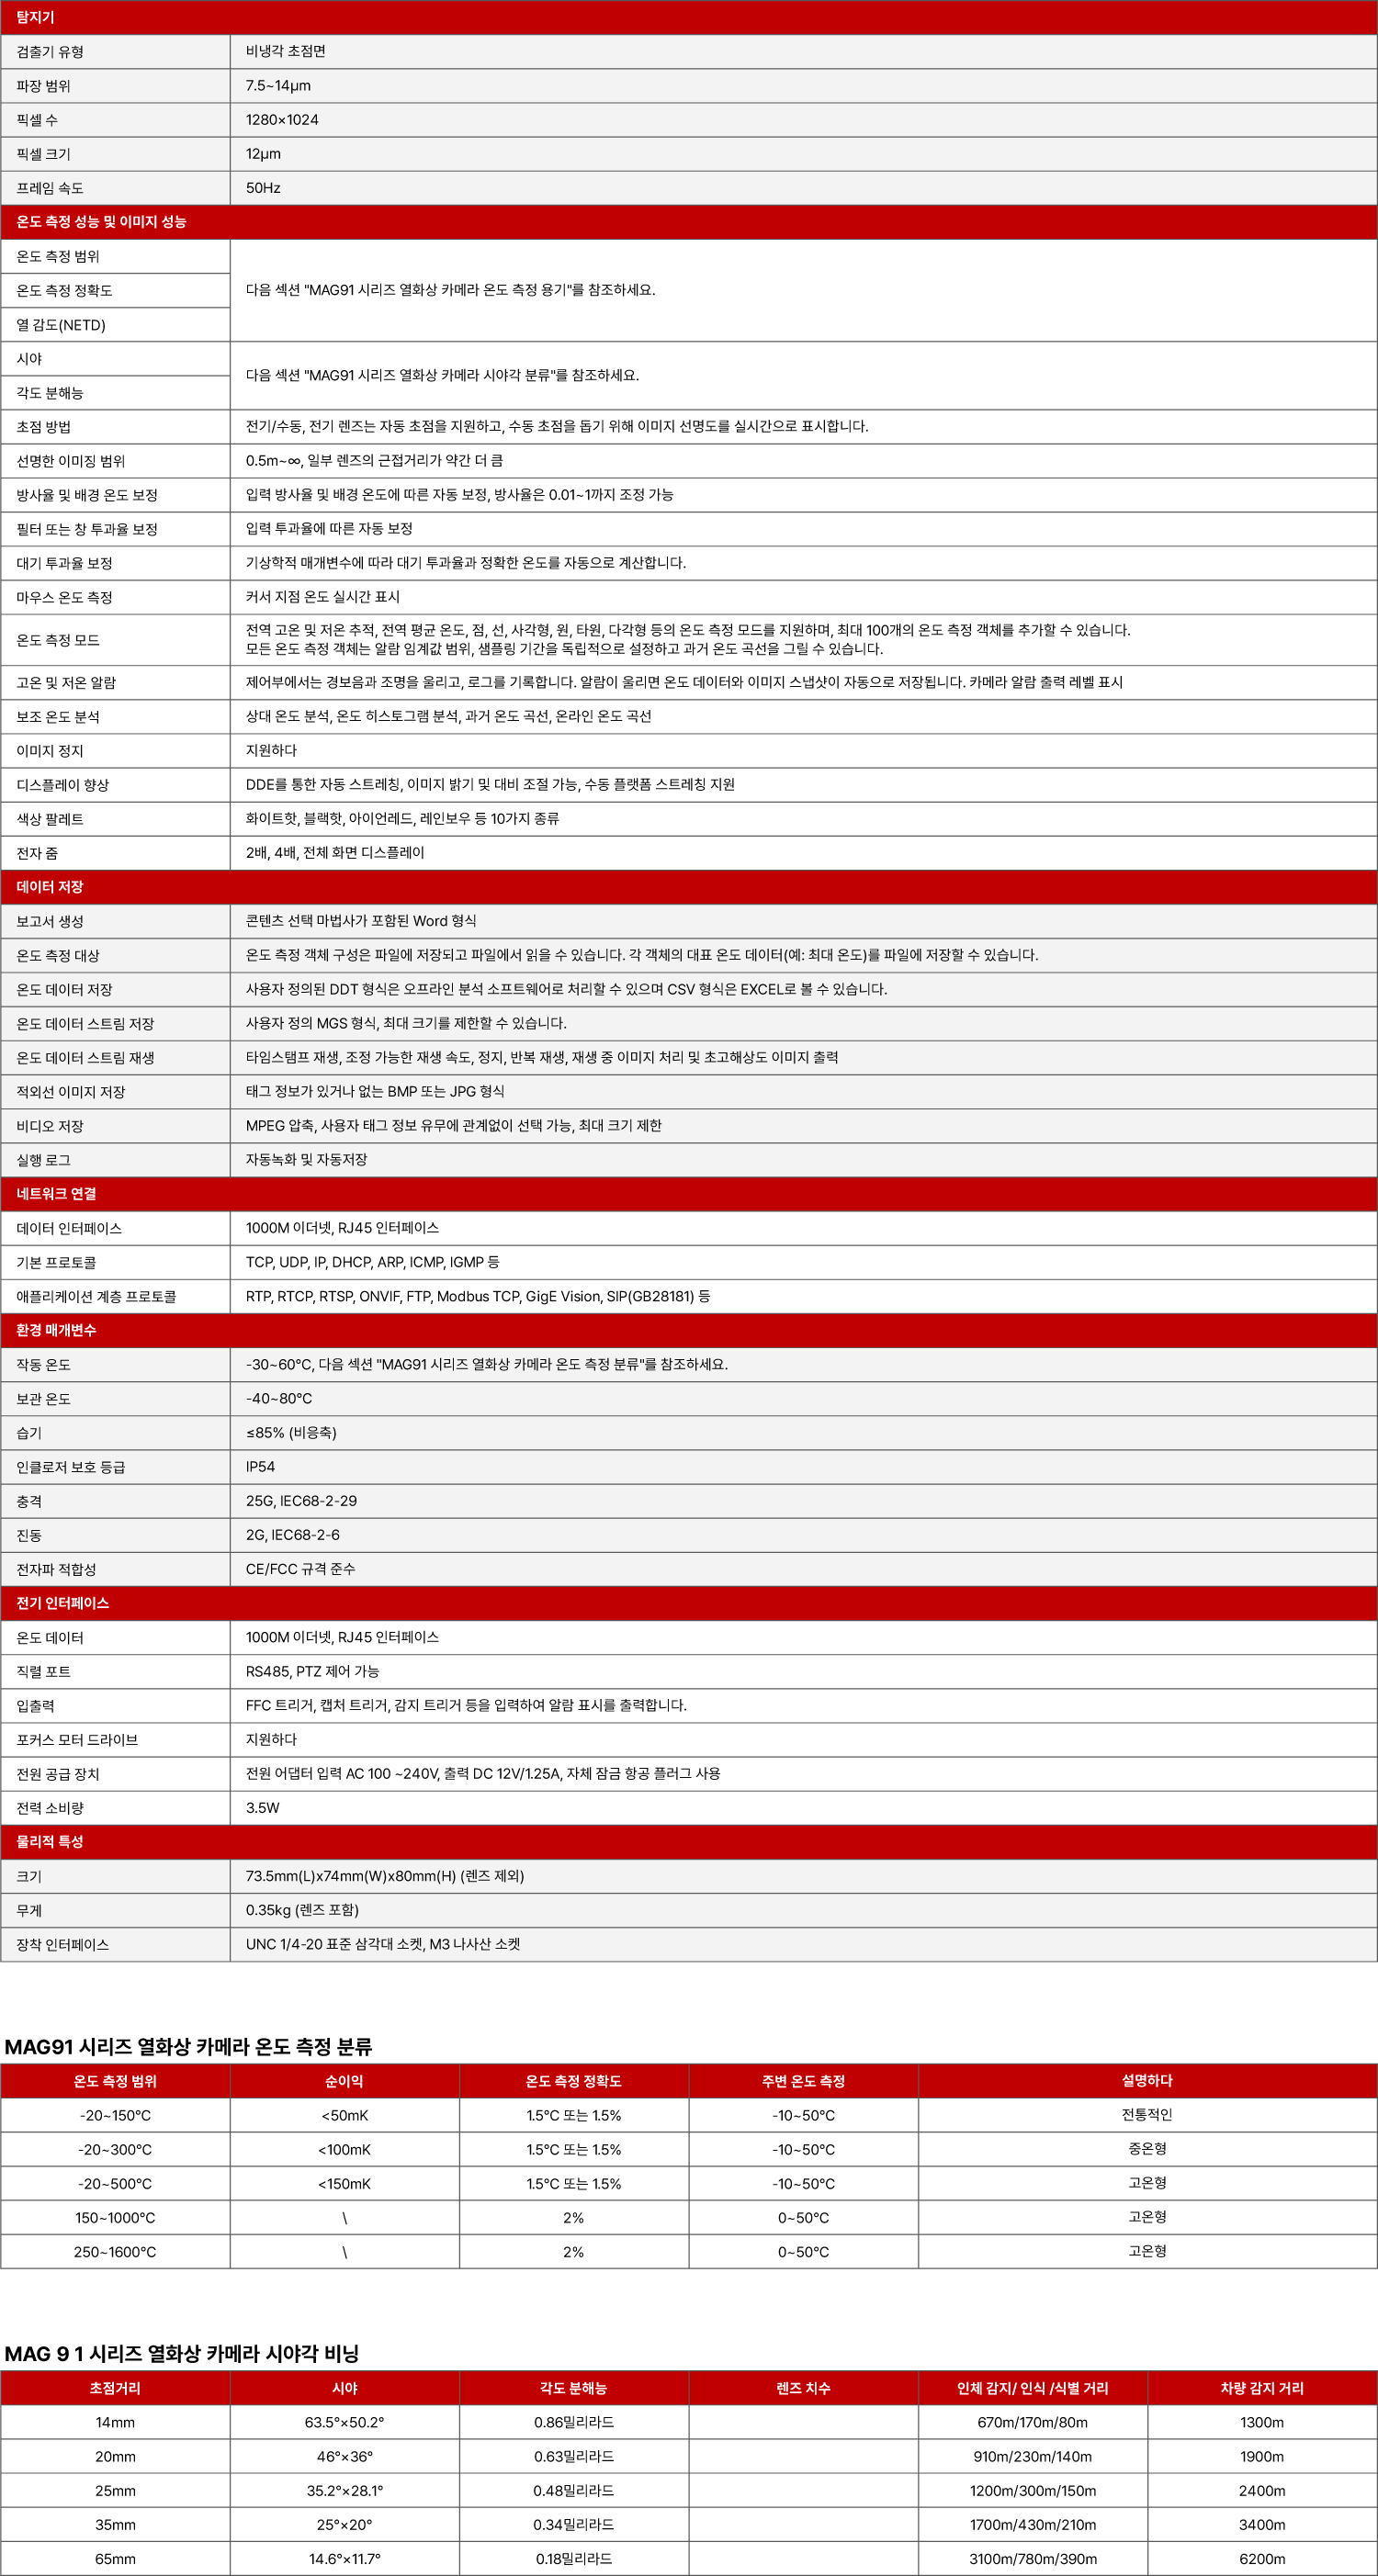 탐지기
검출기 유형
비냉각 초점면
파장 범위
7.5~14μm
픽셀 수
1280×1024
픽셀 크기
12μm
프레임 속도
50Hz
온도 측정 성능 및 이미지 성능
온도 측정 범위
온도 측정 정확도
열 감도(NETD)
다음 섹션 "MAG91 시리즈 열화상 카메라 온도 측정 용기"를 참조하세요.
시야
각도 분해능
다음 섹션 "MAG91 시리즈 열화상 카메라 시야각 분류"를 참조하세요.
초점 방법
전기/수동, 전기 렌즈는 자동 초점을 지원하고, 수동 초점을 돕기 위해 이미지 선명도를 실시간으로 표시합니다.
선명한 이미징 범위
0.5m~∞, 일부 렌즈의 근접거리가 약간 더 큼
방사율 및 배경 온도 보정
입력 방사율 및 배경 온도에 따른 자동 보정, 방사율은 0.01~1까지 조정 가능
필터 또는 창 투과율 보정
입력 투과율에 따른 자동 보정
대기 투과율 보정
기상학적 매개변수에 따라 대기 투과율과 정확한 온도를 자동으로 계산합니다.
마우스 온도 측정
커서 지점 온도 실시간 표시
온도 측정 모드
전역 고온 및 저온 추적, 전역 평균 온도, 점, 선, 사각형, 원, 타원, 다각형 등의 온도 측정 모드를 지원하며, 최대 100개의 온도 측정 객체를 추가할 수 있습니다.
모든 온도 측정 객체는 알람 임계값 범위, 샘플링 기간을 독립적으로 설정하고 과거 온도 곡선을 그릴 수 있습니다.
고온 및 저온 알람
제어부에서는 경보음과 조명을 울리고, 로그를 기록합니다. 알람이 울리면 온도 데이터와 이미지 스냅샷이 자동으로 저장됩니다. 카메라 알람 출력 레벨 표시
보조 온도 분석
상대 온도 분석, 온도 히스토그램 분석, 과거 온도 곡선, 온라인 온도 곡선
이미지 정지
지원하다
디스플레이 향상
DDE를 통한 자동 스트레칭, 이미지 밝기 및 대비 조절 가능, 수동 플랫폼 스트레칭 지원
색상 팔레트
화이트핫, 블랙핫, 아이언레드, 레인보우 등 10가지 종류
전자 줌
2배, 4배, 전체 화면 디스플레이
데이터 저장
보고서 생성
콘텐츠 선택 마법사가 포함된 Word 형식
온도 측정 대상
온도 측정 객체 구성은 파일에 저장되고 파일에서 읽을 수 있습니다. 각 객체의 대표 온도 데이터(예: 최대 온도)를 파일에 저장할 수 있습니다.
온도 데이터 저장
사용자 정의된 DDT 형식은 오프라인 분석 소프트웨어로 처리할 수 있으며 CSV 형식은 EXCEL로 볼 수 있습니다.
온도 데이터 스트림 저장
사용자 정의 MGS 형식, 최대 크기를 제한할 수 있습니다.
온도 데이터 스트림 재생
타임스탬프 재생, 조정 가능한 재생 속도, 정지, 반복 재생, 재생 중 이미지 처리 및 초고해상도 이미지 출력
적외선 이미지 저장
태그 정보가 있거나 없는 BMP 또는 JPG 형식
비디오 저장
MPEG 압축, 사용자 태그 정보 유무에 관계없이 선택 가능, 최대 크기 제한
실행 로그
자동녹화 및 자동저장
네트워크 연결
데이터 인터페이스
1000M 이더넷, RJ45 인터페이스
기본 프로토콜
TCP, UDP, IP, DHCP, ARP, ICMP, IGMP 등
애플리케이션 계층 프로토콜
RTP, RTCP, RTSP, ONVIF, FTP, Modbus TCP, GigE Vision, SIP(GB28181) 등
환경 매개변수
작동 온도
-30~60℃, 다음 섹션 "MAG91 시리즈 열화상 카메라 온도 측정 분류"를 참조하세요.
보관 온도
-40~80℃
습기
≤85% (비응축)
인클로저 보호 등급
IP54
충격
25G, IEC68-2-29
진동
2G, IEC68-2-6
전자파 적합성
CE/FCC 규격 준수
전기 인터페이스
온도 데이터
1000M 이더넷, RJ45 인터페이스
직렬 포트
RS485, PTZ 제어 가능
입출력
FFC 트리거, 캡처 트리거, 감지 트리거 등을 입력하여 알람 표시를 출력합니다.
포커스 모터 드라이브
지원하다
전원 공급 장치
전원 어댑터 입력 AC 100 ~240V, 출력 DC 12V/1.25A, 자체 잠금 항공 플러그 사용
전력 소비량
3.5W
물리적 특성
크기
73.5mm(L)x74mm(W)x80mm(H) (렌즈 제외)
무게
0.35kg (렌즈 포함)
장착 인터페이스
UNC 1/4-20 표준 삼각대 소켓, M3 나사산 소켓
MAG91 시리즈 열화상 카메라 온도 측정 분류
온도 측정 범위 순이익 온도 측정 정확도 주변 온도 측정 설명하다
-20~150℃ <50mK 1.5℃ 또는 1.5% -10~50℃ 전통적인
-20~300℃ <100mK 1.5℃ 또는 1.5% -10~50℃ 중온형
-20~500℃ <150mK 1.5℃ 또는 1.5% -10~50℃ 고온형
150~1000℃ \ 2% 0~50℃ 고온형
250~1600℃ \ 2% 0~50℃ 고온형
MAG 9 1 시리즈 열화상 카메라 시야각 비닝
초점거리 시야 각도 분해능 렌즈 치수 인체 감지/ 인식 /식별 거리 차량 감지 거리
14mm 63.5°×50.2° 0.86밀리라드 670m/170m/80m 1300m
20mm 46°×36° 0.63밀리라드 910m/230m/140m 1900m
25mm 35.2°×28.1° 0.48밀리라드 1200m/300m/150m 2400m
35mm 25°×20° 0.34밀리라드 1700m/430m/210m 3400m
65mm 14.6°×11.7° 0.18밀리라드 3100m/780m/390m 6200m